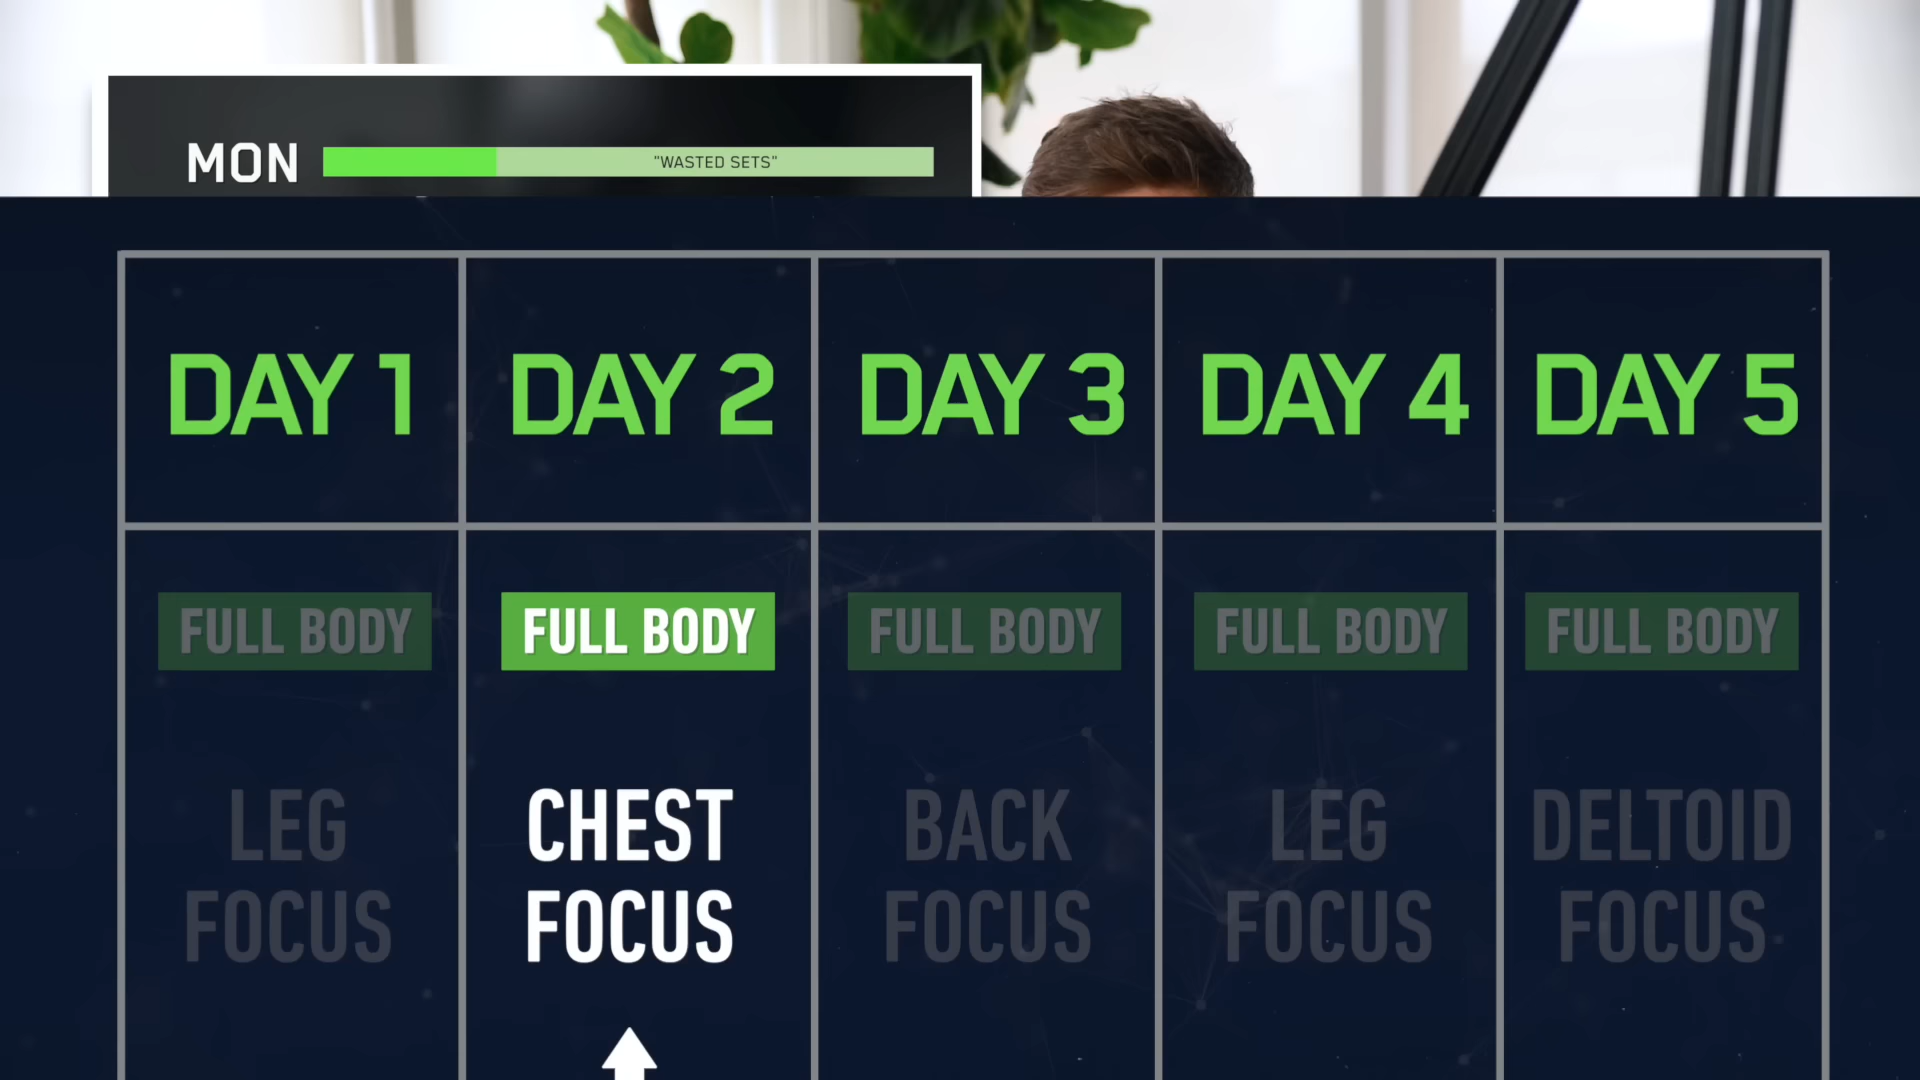 MON
"WASTED SETS"
DAY 1 DAY 2 DAY 3 DAY 4 DAY 5
FULL BODY FULL BODY FULL BODY FULL BODY FULL BODY
LEG CHEST BACK LEG DELTOID
FOCUS FOCUS FOCUS FOCUS FOCUS